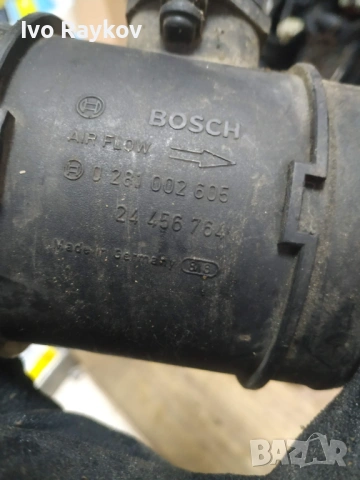 Ivo Raykov
BOSCH
AIR FLOW
0 281 002 605
24 456 764
Made in Germany
BAZAR